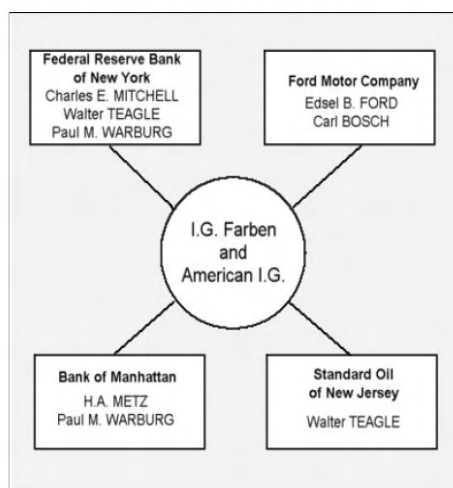 Federal Reserve Bank
of New York
Charles E. MITCHELL
Walter TEAGLE
Paul M. WARBURG
Ford Motor Company
Edsel B. FORD
Carl BOSCH
I.G. Farben
and
American I.G.
Bank of Manhattan
H.A. METZ
Paul M. WARBURG
Standard Oil
of New Jersey
Walter TEAGLE